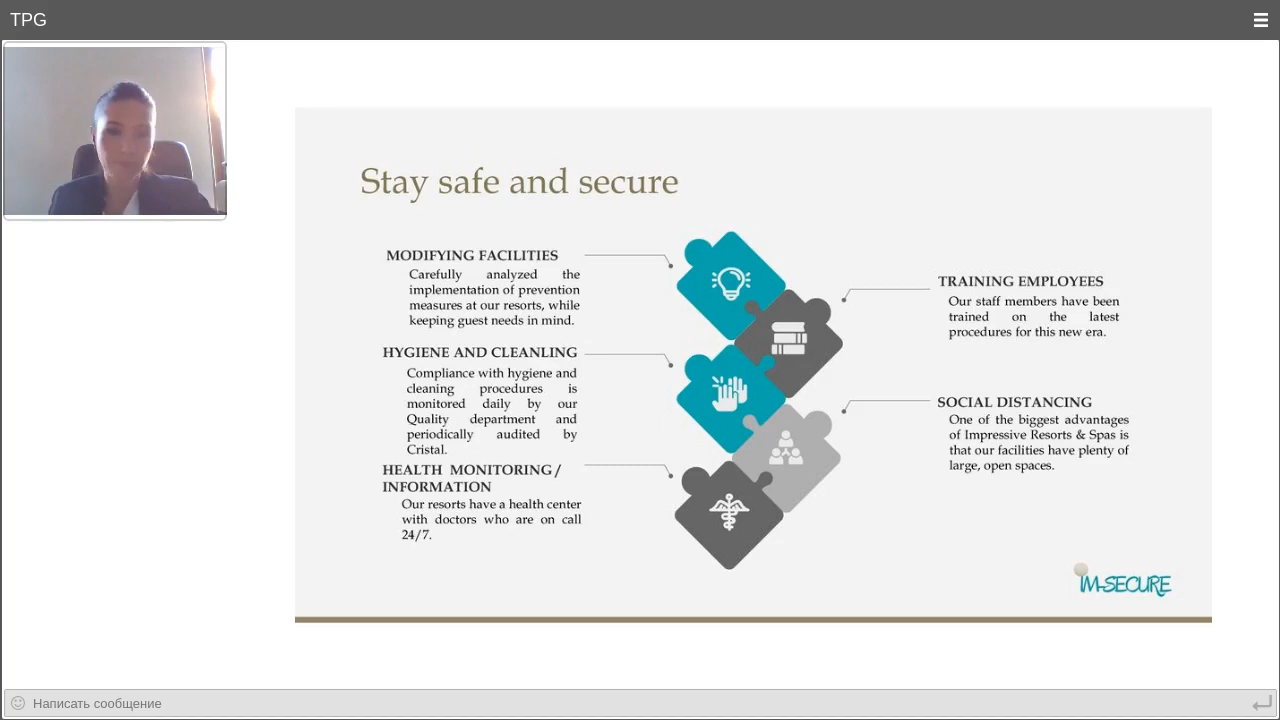 TPG
Stay safe and secure
MODIFYING FACILITIES
Carefully analyzed the
implementation of prevention
measures at our resorts, while
keeping guest needs in mind.
HYGIENE AND CLEANLING
Compliance with hygiene and
cleaning procedures is
monitored daily by our
Quality department and
periodically audited by
Cristal.
HEALTH MONITORING /
INFORMATION
Our resorts have a health center
with doctors who are on call
24/7.
TRAINING EMPLOYEES
Our staff members have been
trained on the latest
procedures for this new era.
SOCIAL DISTANCING
One of the biggest advantages
of Impressive Resorts & Spas is
that our facilities have plenty of
large, open spaces.
IM-SECURE
Написать сообщение